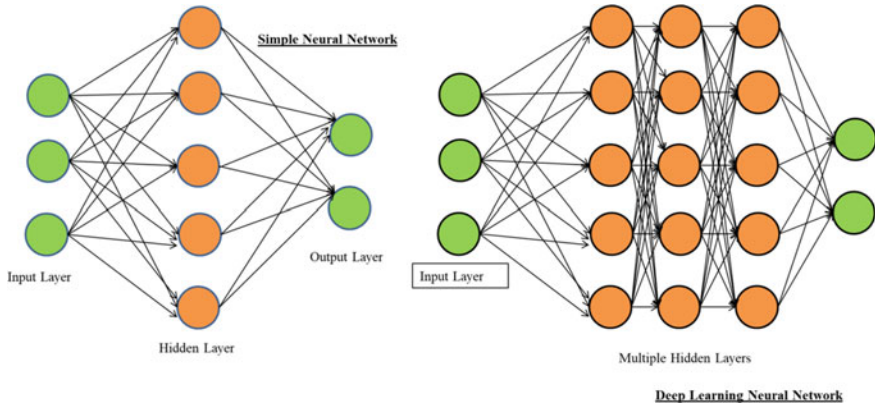 Simple Neural Network
Input Layer
Output Layer
Hidden Layer
Input Layer
Multiple Hidden Layers
Deep Learning Neural Network